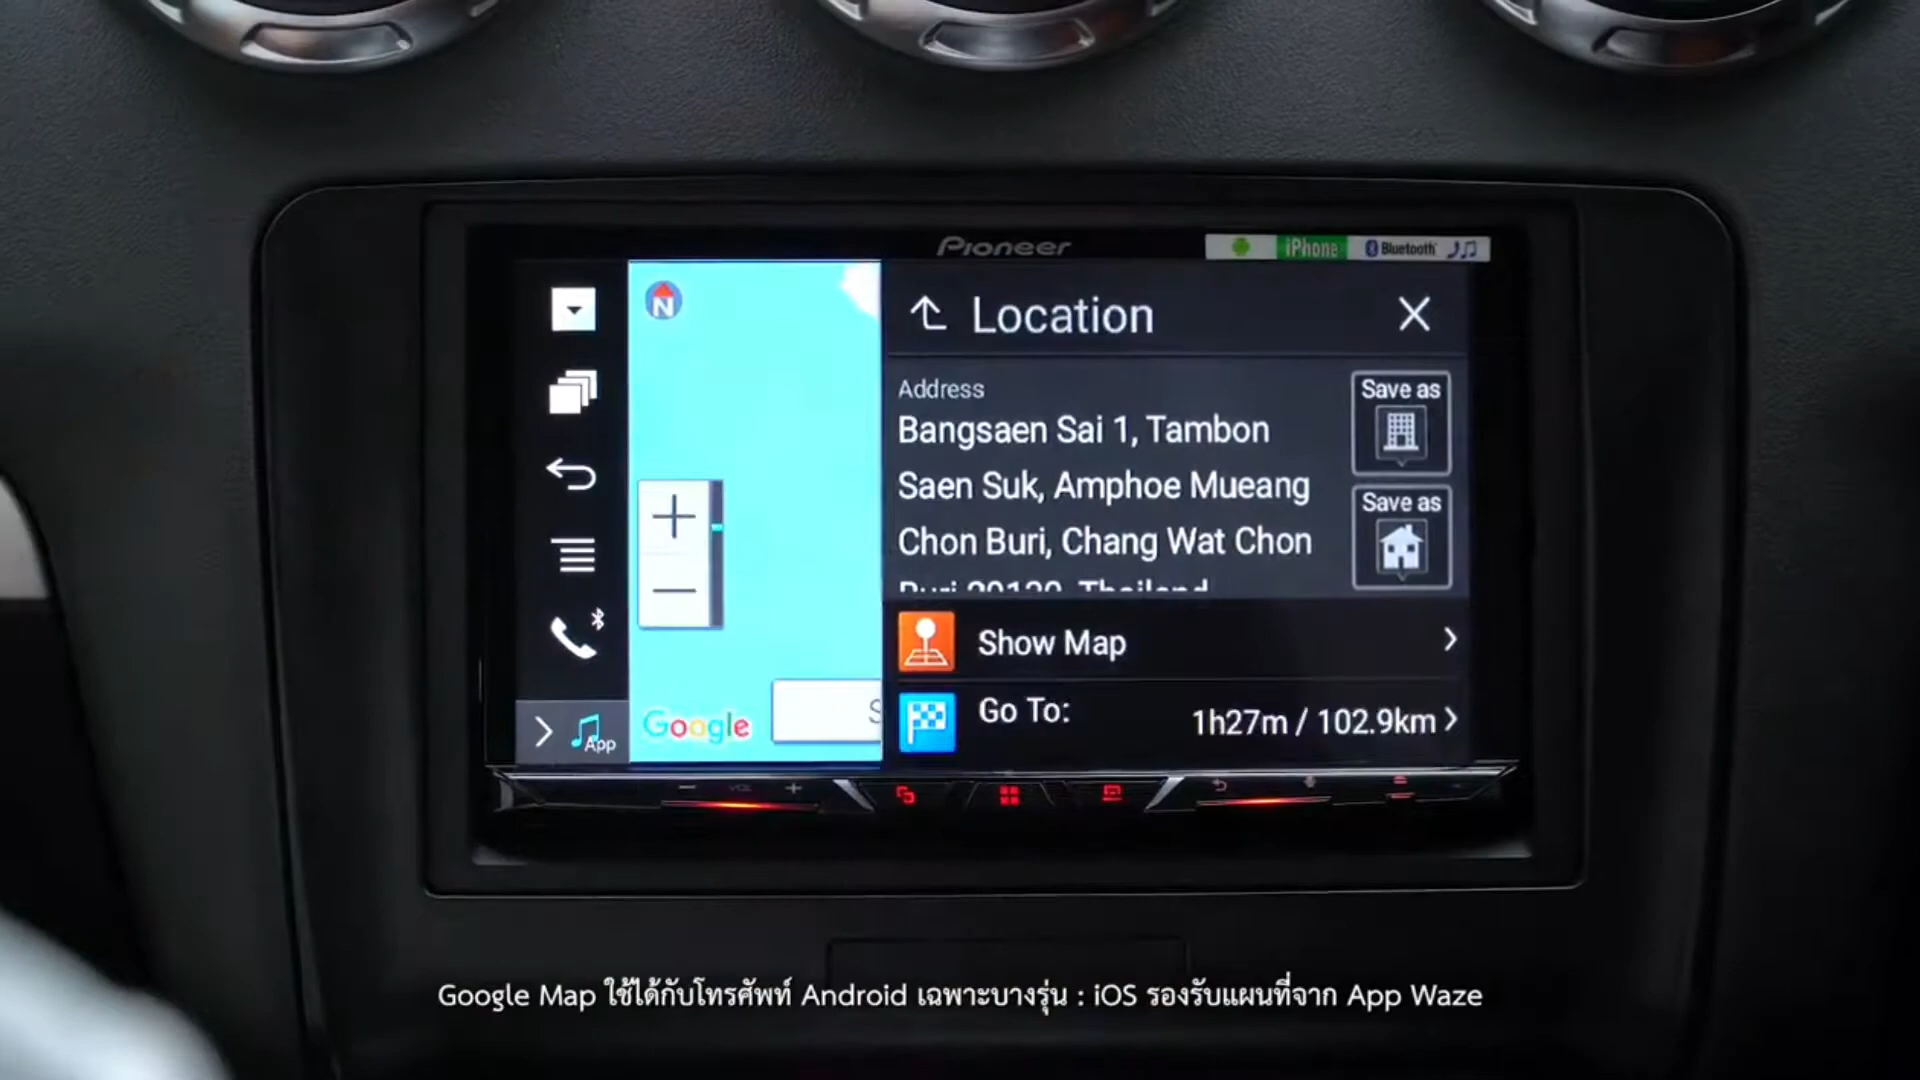 Pioneer
iPhone
Bluetooth
N
Location
Address
Save as
Bangsaen Sai 1, Tambon
Saen Suk, Amphoe Mueang
Save as
Chon Buri, Chang Wat Chon
Show Map
Go To:
1h27m / 102.9km
Google
App
Google Map ใช้ได้กับโทรศัพท์ Android เฉพาะบางรุ่น : iOS รองรับแผนที่จาก App Waze